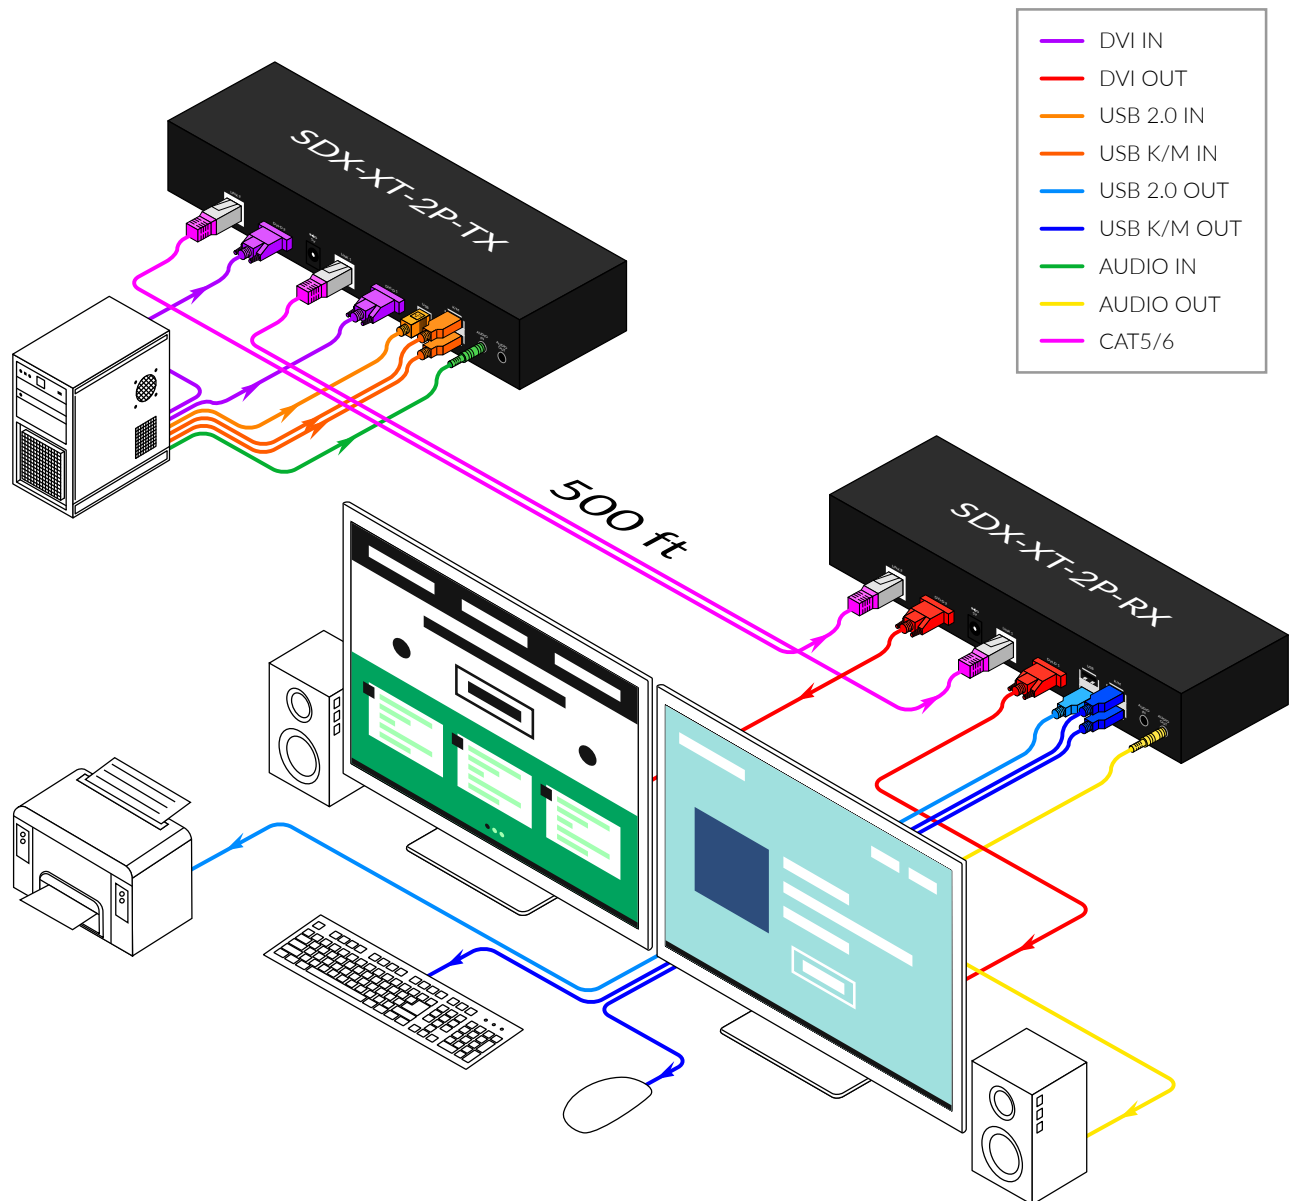 DVI IN
DVI OUT
USB 2.0 IN
USB K/M IN
USB 2.0 OUT
USB K/M OUT
AUDIO IN
AUDIO OUT
CAT5/6
SDX-XT-2P-TX
500 ft
SDX-XT-2P-RX